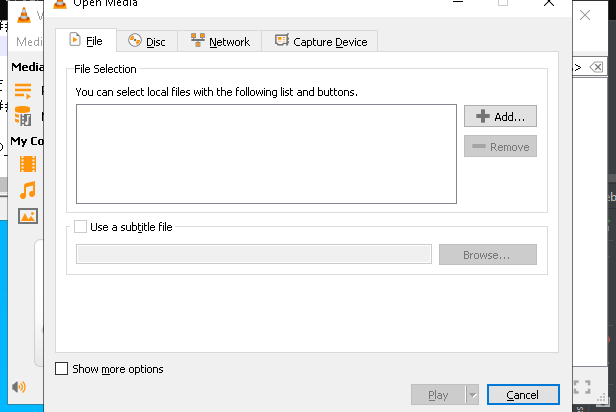 Open Media
File
Disc
Network
Capture Device
File Selection
You can select local files with the following list and buttons.
Add...
Remove
Use a subtitle file
Browse...
Show more options
Play
Cancel
Medi
Media
My Co